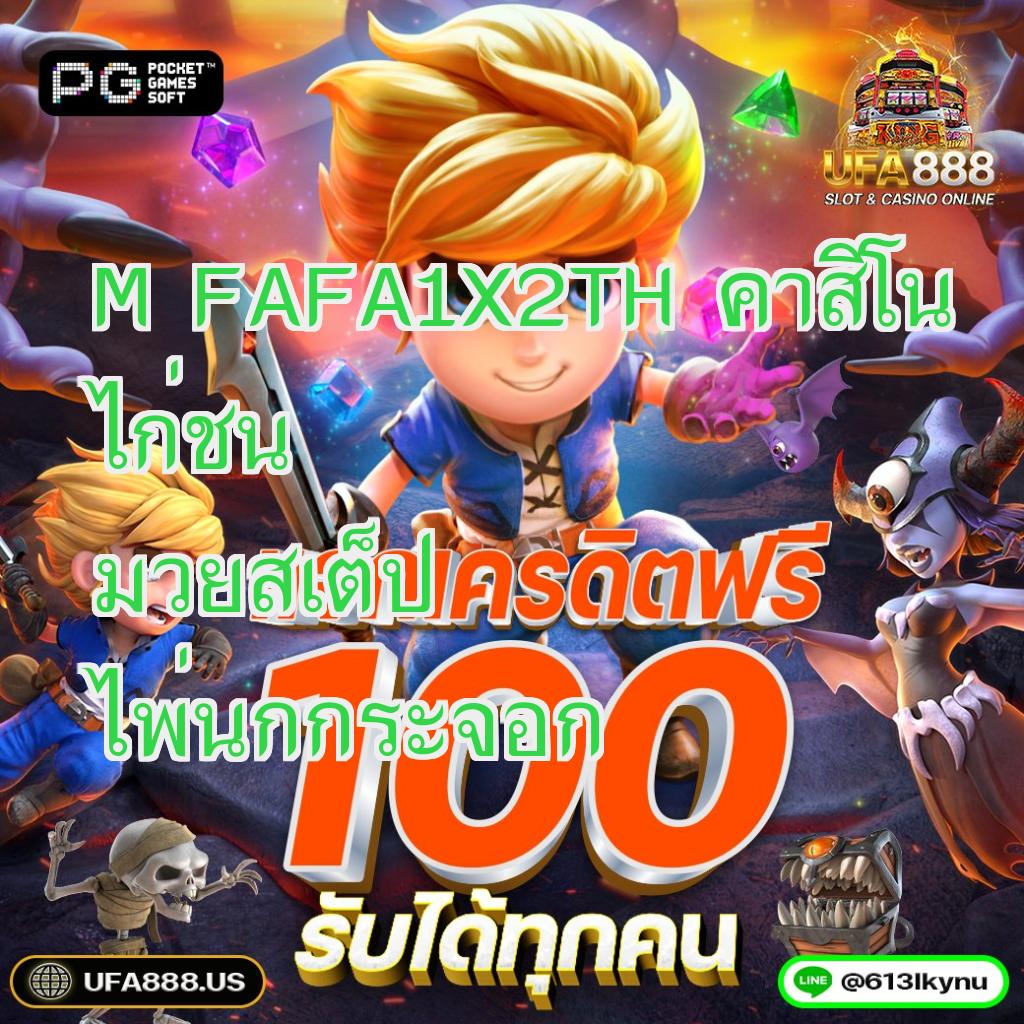 PG POCKET GAMES SOFT™
UFA888
SLOT & CASINO ONLINE
M FAFA1X2TH คาสิโน
ไก่ชน
มวยสเต็ป
เครดิตฟรี
ไพ่นกกระจอก
100
รับได้ทุกคน
UFA888.US
LINE @613lkynu